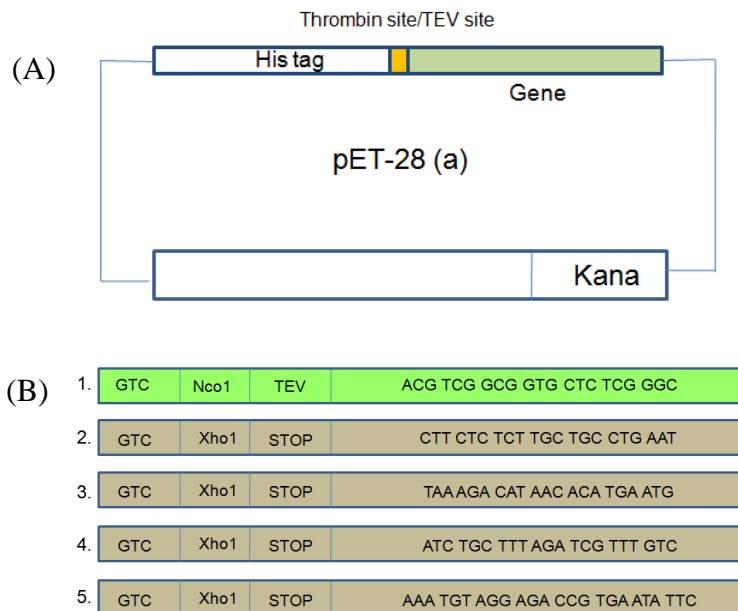 Thrombin site/TEV site
(A)
His tag
Gene
pET-28 (a)
Kana
(B)
1. GTC Nco1 TEV ACG TCG GCG GTG CTC TCG GGC
2. GTC Xho1 STOP CTT CTC TCT TGC TGC CTG AAT
3. GTC Xho1 STOP TAA AGA CAT AAC ACA TGA ATG
4. GTC Xho1 STOP ATC TGC TTT AGA TCG TTT GTC
5. GTC Xho1 STOP AAA TGT AGG AGA CCG TGA ATA TTC